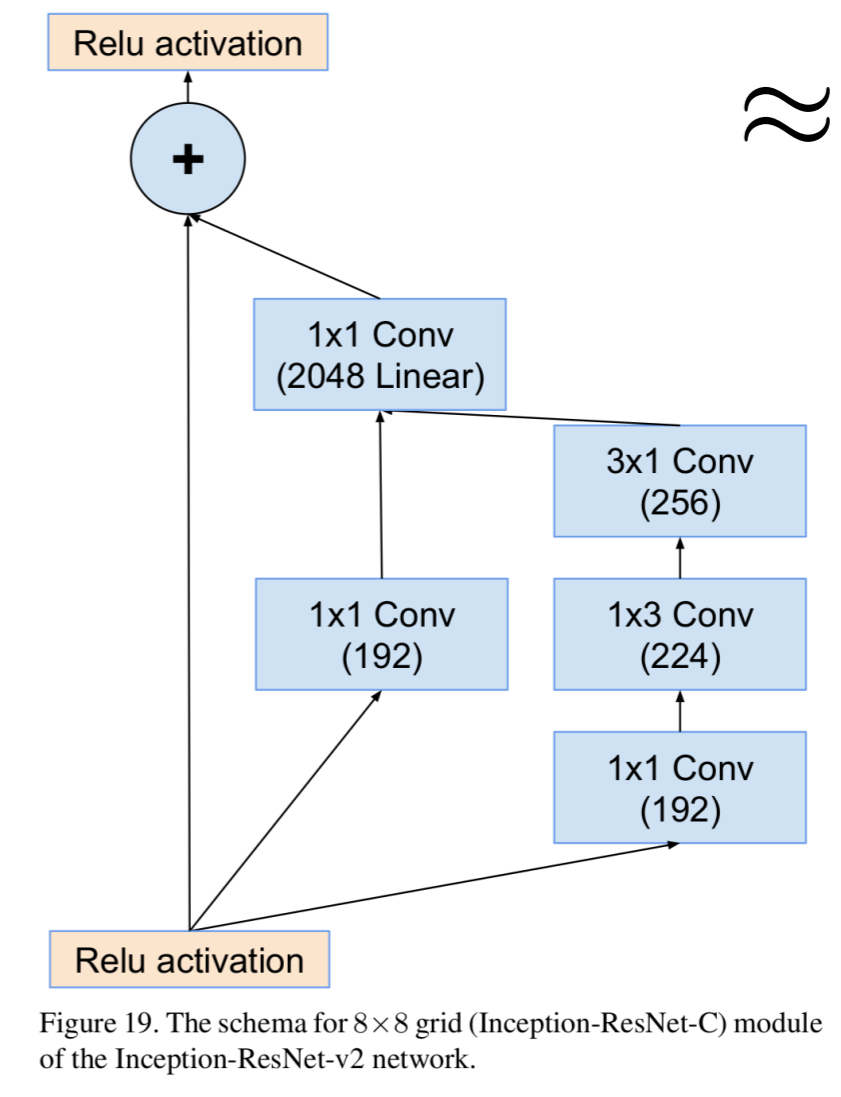 Relu activation
≈
+
1x1 Conv
(2048 Linear)
3x1 Conv
(256)
1x1 Conv
(192)
1x3 Conv
(224)
1x1 Conv
(192)
Relu activation
Figure 19. The schema for 8×8 grid (Inception-ResNet-C) module
of the Inception-ResNet-v2 network.